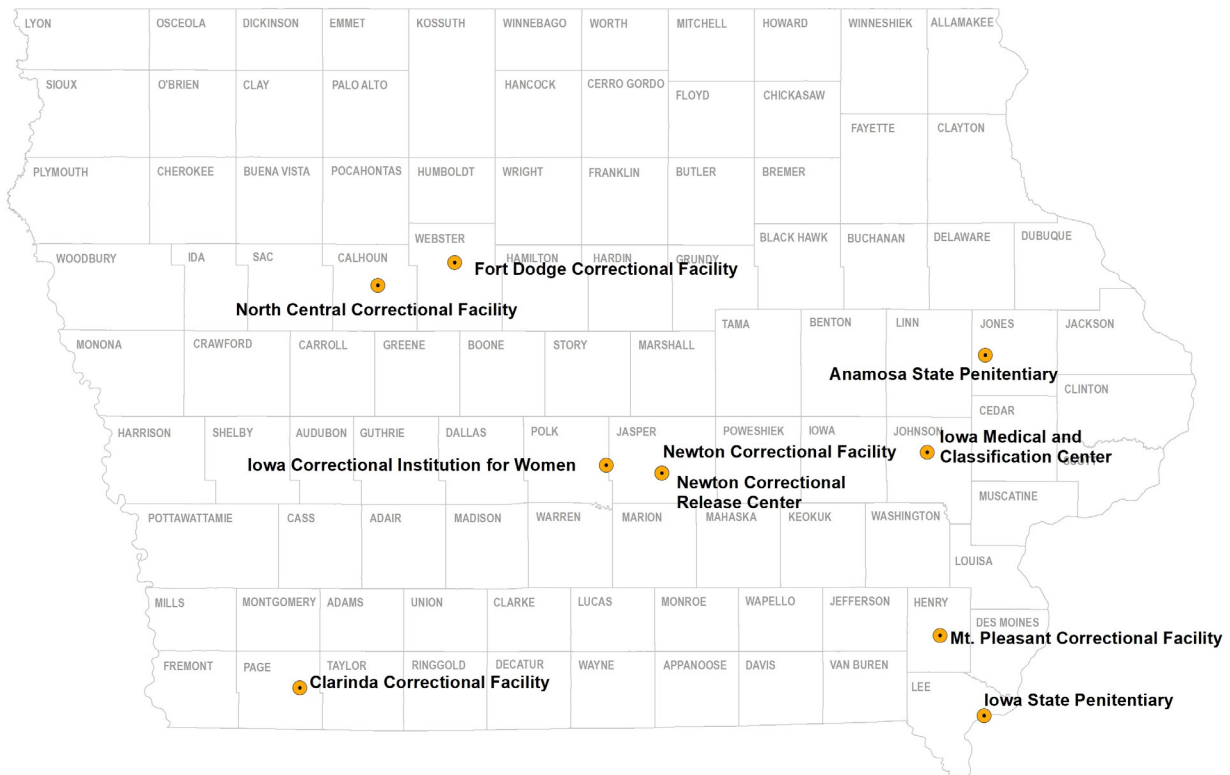 LYON
OSCEOLA
DICKINSON
EMMET
KOSSUTH
WINNEBAGO
WORTH
MITCHELL
HOWARD
WINNESHIEK
ALLAMAKEE
SIOUX
O'BRIEN
CLAY
PALO ALTO
HANCOCK
CERRO GORDO
FLOYD
CHICKASAW
FAYETTE
CLAYTON
PLYMOUTH
CHEROKEE
BUENA VISTA
POCAHONTAS
HUMBOLDT
WRIGHT
FRANKLIN
BUTLER
BREMER
WEBSTER
BLACK HAWK
BUCHANAN
DELAWARE
DUBUQUE
WOODBURY
IDA
SAC
CALHOUN
HAMILTON
HARDIN
GRUNDY
Fort Dodge Correctional Facility
North Central Correctional Facility
TAMA
BENTON
LINN
JONES
JACKSON
MONONA
CRAWFORD
CARROLL
GREENE
BOONE
STORY
MARSHALL
Anamosa State Penitentiary
CLINTON
CEDAR
HARRISON
SHELBY
AUDUBON
GUTHRIE
DALLAS
POLK
JASPER
POWESHIEK
IOWA
JOHNSON
Iowa Medical and
Classification Center
Newton Correctional Facility
Iowa Correctional Institution for Women
Newton Correctional
Release Center
SCOTT
MUSCATINE
POTTAWATTAMIE
CASS
ADAIR
MADISON
WARREN
MARION
MAHASKA
KEOKUK
WASHINGTON
LOUISA
MILLS
MONTGOMERY
ADAMS
UNION
CLARKE
LUCAS
MONROE
WAPELLO
JEFFERSON
HENRY
DES MOINES
Mt. Pleasant Correctional Facility
FREMONT
PAGE
TAYLOR
RINGGOLD
DECATUR
WAYNE
APPANOOSE
DAVIS
VAN BUREN
LEE
Clarinda Correctional Facility
Iowa State Penitentiary